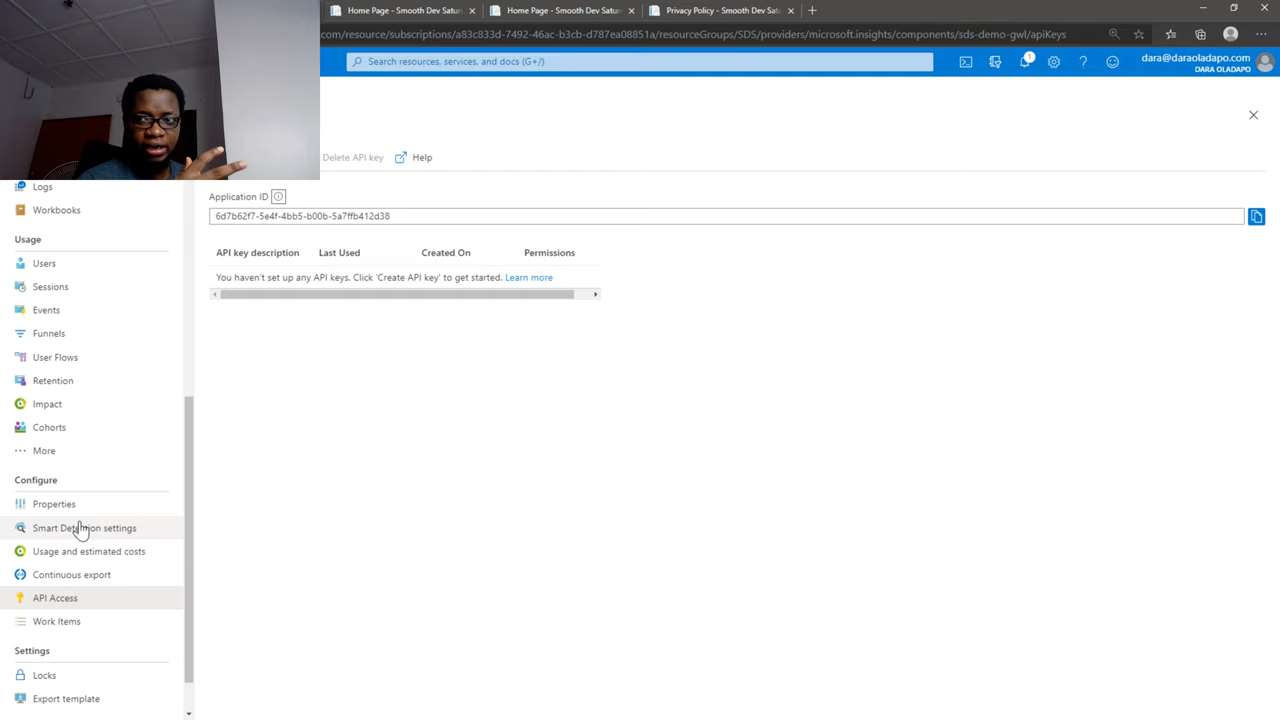 Home Page - Smooth Dev Satur
Home Page - Smooth Dev Satur
Privacy Policy - Smooth Dev Satu
.com/resource/subscriptions/a83c833d-7492-46ac-b3cb-d787ea08851a/resourceGroups/SDS/providers/microsoft.insights/components/sds-demo-gwl/apiKeys
Search resources, services, and docs (G+/)
1
dara@daraoladapo.com
DARA OLADAPO
Delete API key
Help
Application ID
6d7b62f7-5e4f-4bb5-b00b-5a7ffb412d38
API key description Last Used Created On Permissions
You haven't set up any API keys. Click 'Create API key' to get started. Learn more
Logs
Workbooks
Usage
Users
Sessions
Events
Funnels
User Flows
Retention
Impact
Cohorts
More
Configure
Properties
Smart Detection settings
Usage and estimated costs
Continuous export
API Access
Work Items
Settings
Locks
Export template